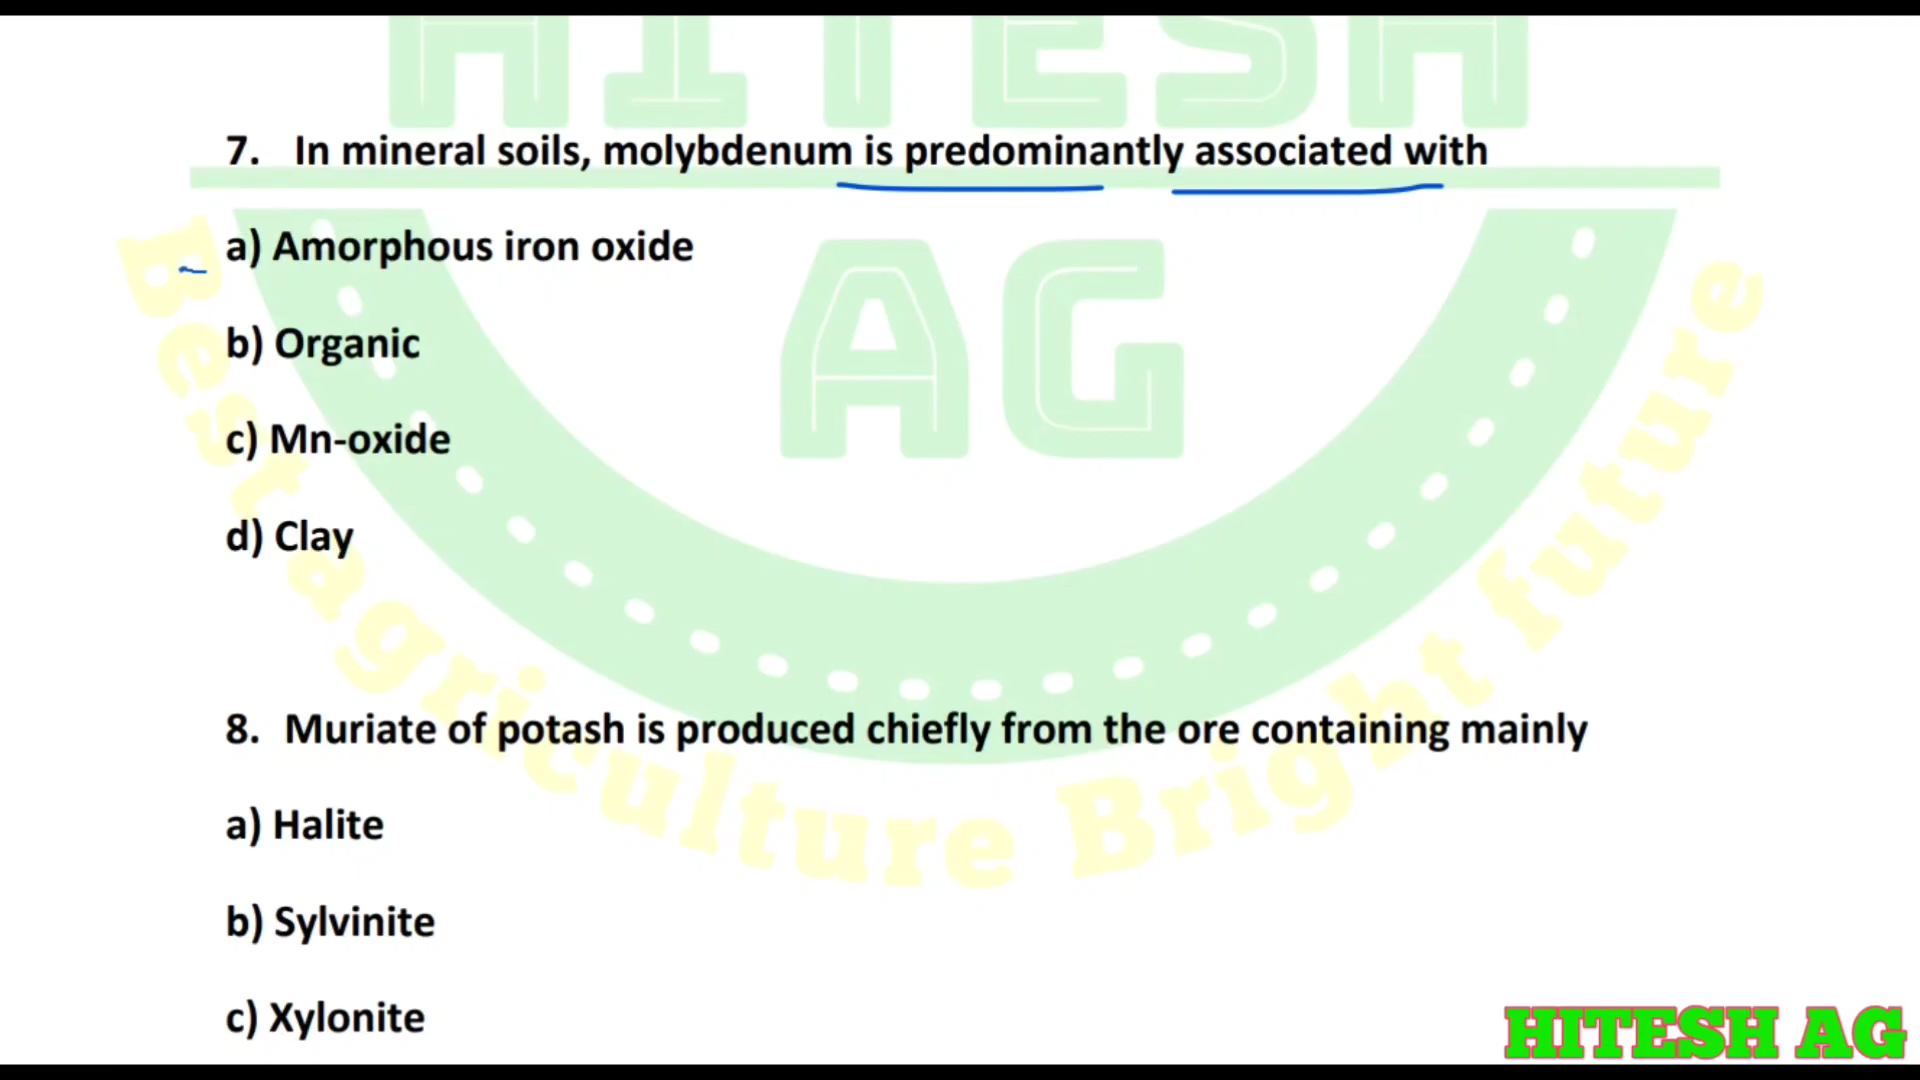 HITESH
7. In mineral soils, molybdenum is predominantly associated with
a) Amorphous iron oxide
AG
b) Organic
c) Mn-oxide
d) Clay
Best agriculture Bright future
8. Muriate of potash is produced chiefly from the ore containing mainly
a) Halite
b) Sylvinite
c) Xylonite
HITESH AG